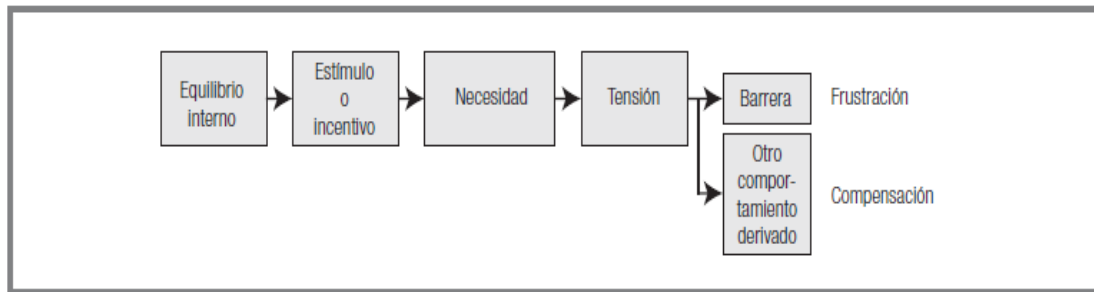 Equilibrio
interno
Estímulo
o
incentivo
Necesidad
Tensión
Barrera
Frustración
Otro
compor-
tamiento
derivado
Compensación